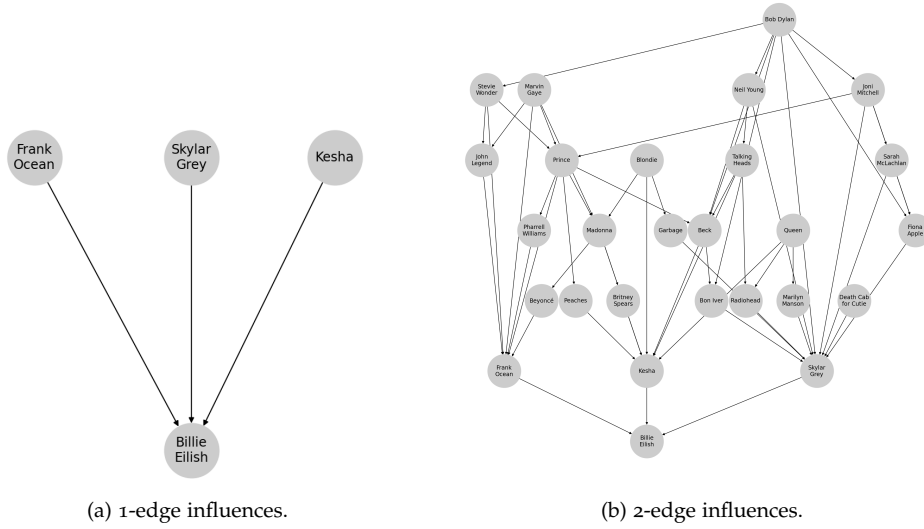 Frank
Ocean
Skylar
Grey
Kesha
Billie
Eilish
(a) 1-edge influences.
Bob Dylan
Stevie
Wonder
Marvin
Gaye
Neil Young
Joni
Mitchell
John
Legend
Prince
Blondie
Talking
Heads
Sarah
McLachlan
Pharrell
Williams
Madonna
Garbage
Beck
Queen
Fiona
Apple
Beyoncé
Peaches
Britney
Spears
Bon Iver
Radiohead
Marilyn
Manson
Death Cab
for Cutie
Frank
Ocean
Kesha
Skylar
Grey
Billie
Eilish
(b) 2-edge influences.